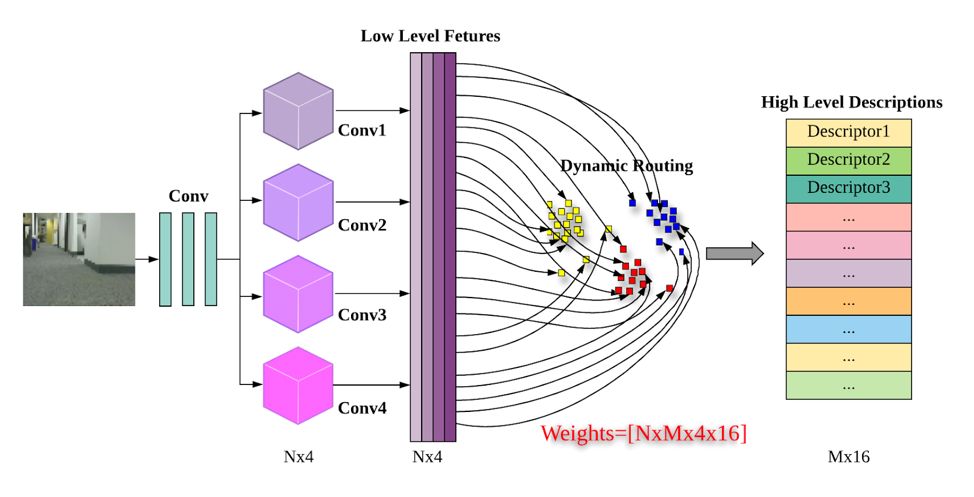 Low Level Fetures
High Level Descriptions
Conv1
Descriptor1
Descriptor2
Descriptor3
Dynamic Routing
Conv
Conv2
...
...
...
...
...
...
...
Conv3
Conv4
Weights=[NxMx4x16]
Nx4
Nx4
Mx16